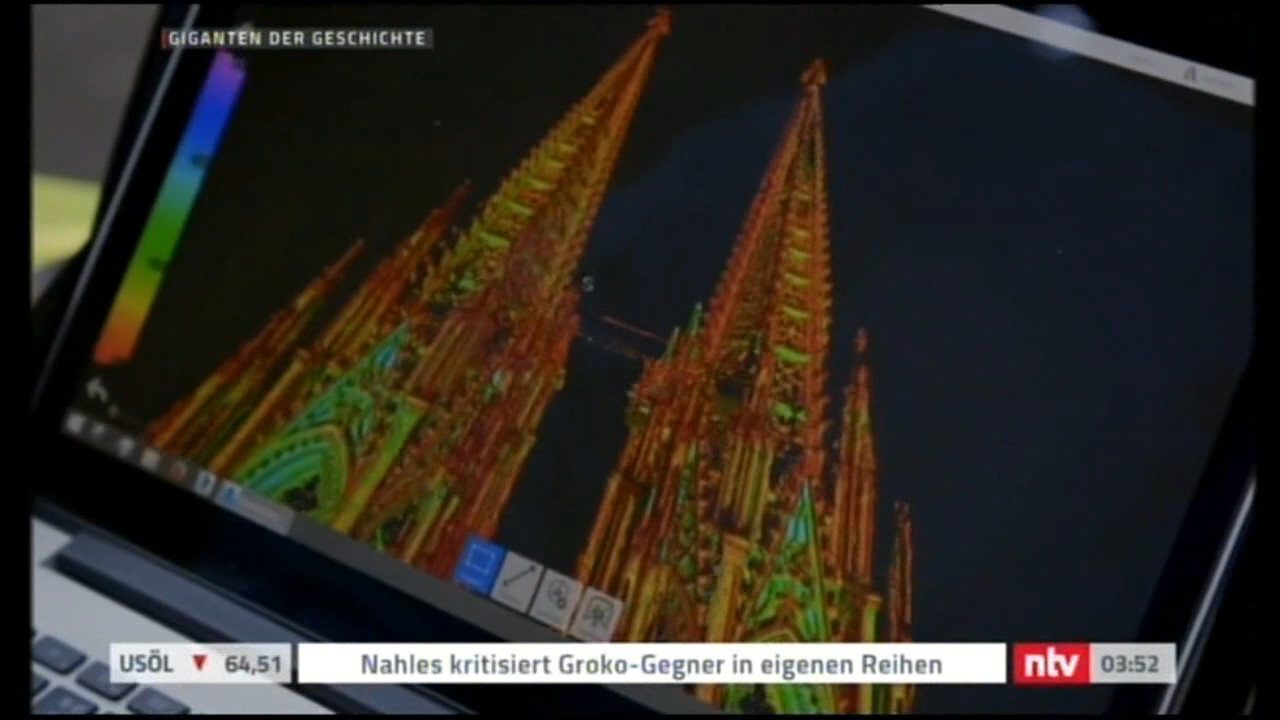 GIGANTEN DER GESCHICHTE
USÖL ▼ 64,51
Nahles kritisiert Groko-Gegner in eigenen Reihen
ntv 03:52